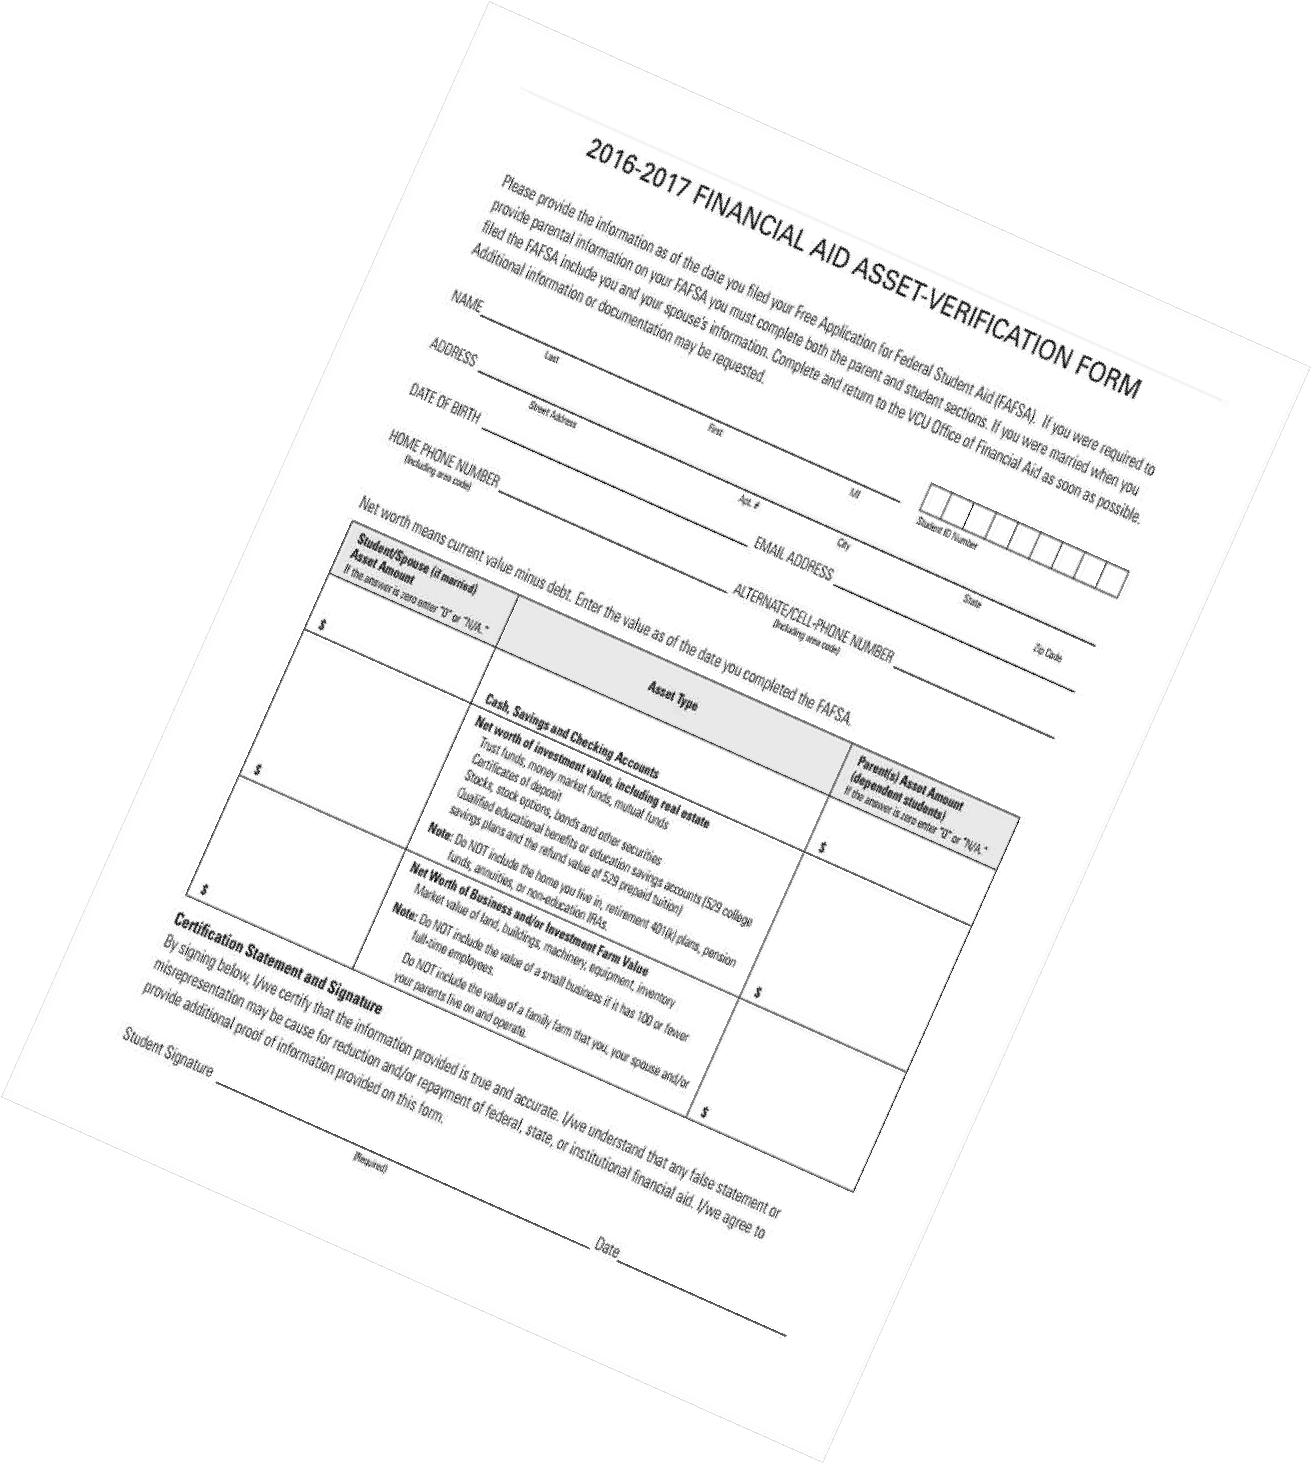 2016-2017 FINANCIAL AID ASSET-VERIFICATION FORM
Please provide the information as of the date you filed your Free Application for Federal Student Aid (FAFSA). If you were required to
provide parental information on your FAFSA you must complete both the parent and student sections. If you were married when you
filed the FAFSA include you and your spouse's information. Complete and return to the VCU Office of Financial Aid as soon as possible.
Additional information or documentation may be requested.
NAME
Last First MI
Student ID Number
ADDRESS
Street Address Apt. # City State Zip Code
DATE OF BIRTH EMAIL ADDRESS
HOME PHONE NUMBER ALTERNATE/CELL-PHONE NUMBER
(Including area code) (Including area code)
Net worth means current value minus debt. Enter the value as of the date you completed the FAFSA.
Student/Spouse (if married)
Asset Amount
If the answer is zero enter "0" or "N/A."
Asset Type
Parent(s) Asset Amount
(dependent students)
If the answer is zero enter "0" or "N/A."
$
Cash, Savings and Checking Accounts
$
$
Net worth of investment value, including real estate
Trust funds, money market funds, mutual funds
Certificates of deposit
Stocks, stock options, bonds and other securities
Qualified educational benefits or education savings accounts (529 college
savings plans and the refund value of 529 prepaid tuition)
Note: Do NOT include the home you live in, retirement 401(k) plans, pension
funds, annuities, or non-education IRAs.
$
$
Net Worth of Business and/or Investment Farm Value
Market value of land, buildings, machinery, equipment, inventory
Note: Do NOT include the value of a small business if it has 100 or fewer
full-time employees.
Do NOT include the value of a family farm that you, your spouse and/or
your parents live on and operate.
$
Certification Statement and Signature
By signing below, I/we certify that the information provided is true and accurate. I/we understand that any false statement or
misrepresentation may be cause for reduction and/or repayment of federal, state, or institutional financial aid. I/we agree to
provide additional proof of information provided on this form.
Student Signature Date
(Required)